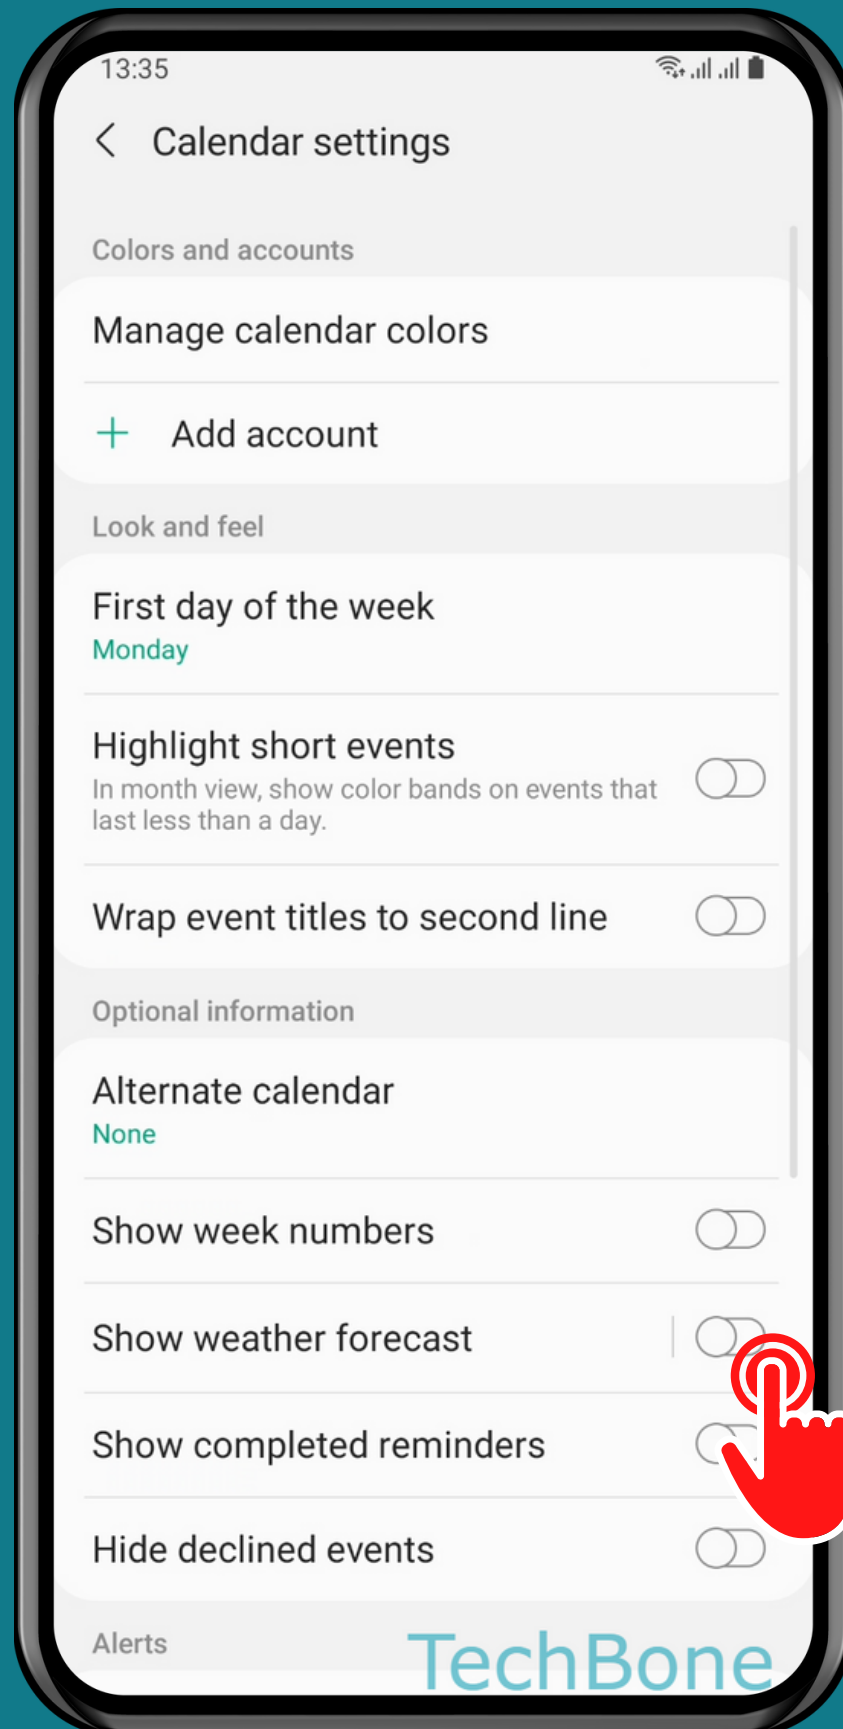 13:35
Calendar settings
Colors and accounts
Manage calendar colors
+ Add account
Look and feel
First day of the week
Monday
Highlight short events
In month view, show color bands on events that
last less than a day.
Wrap event titles to second line
Optional information
Alternate calendar
None
Show week numbers
Show weather forecast
Show completed reminders
Hide declined events
Alerts
TechBone